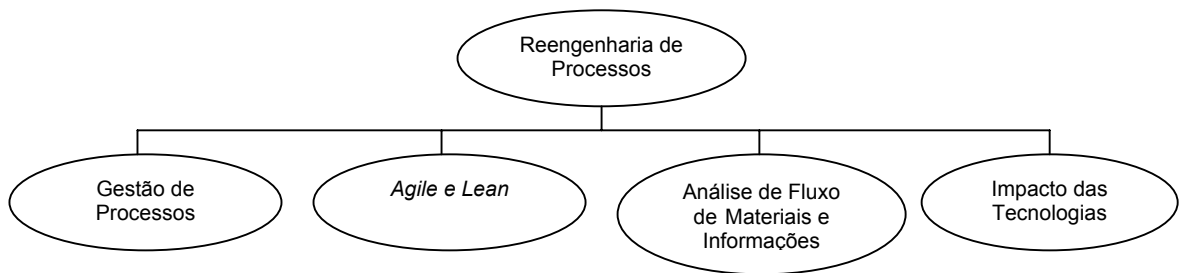 Reengenharia de
Processos
Gestão de
Processos
Agile e Lean
Análise de Fluxo
de Materiais e
Informações
Impacto das
Tecnologias